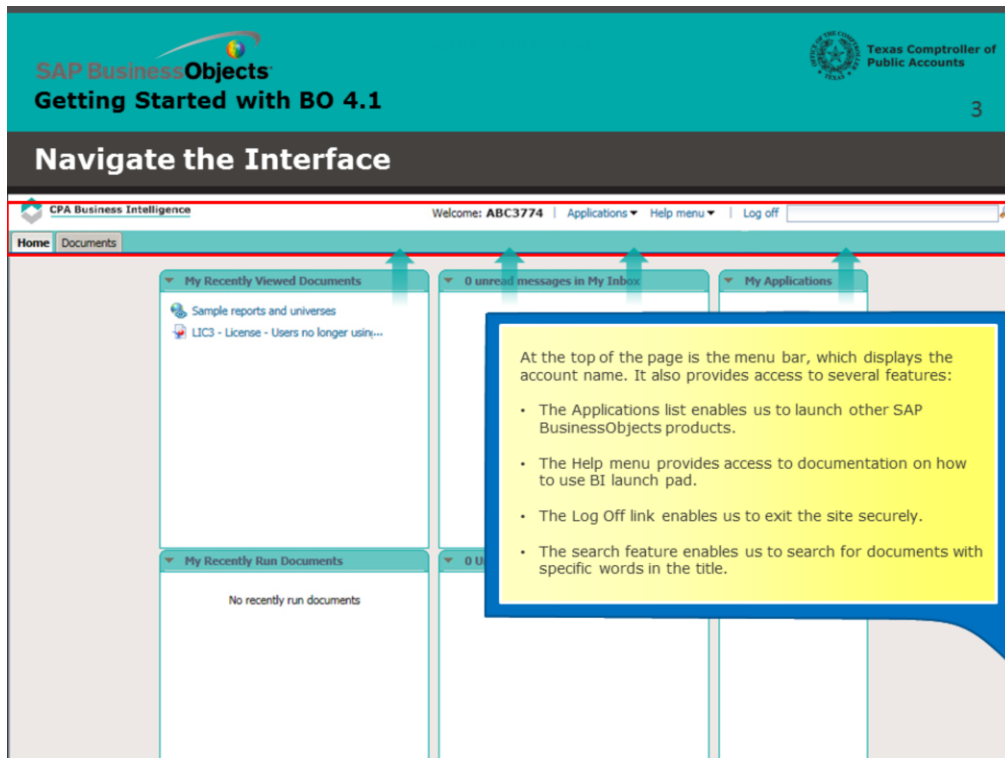 SAP BusinessObjects
Getting Started with BO 4.1
Texas Comptroller of
Public Accounts
3
Navigate the Interface
CPA Business Intelligence
Welcome: ABC3774 | Applications Help menu | Log off
Home Documents
My Recently Viewed Documents
0 unread messages in My Inbox
My Applications
Sample reports and universes
LIC3 - License - Users no longer using...
At the top of the page is the menu bar, which displays the
account name. It also provides access to several features:
• The Applications list enables us to launch other SAP
BusinessObjects products.
• The Help menu provides access to documentation on how
to use BI launch pad.
• The Log Off link enables us to exit the site securely.
• The search feature enables us to search for documents with
specific words in the title.
My Recently Run Documents
0
No recently run documents